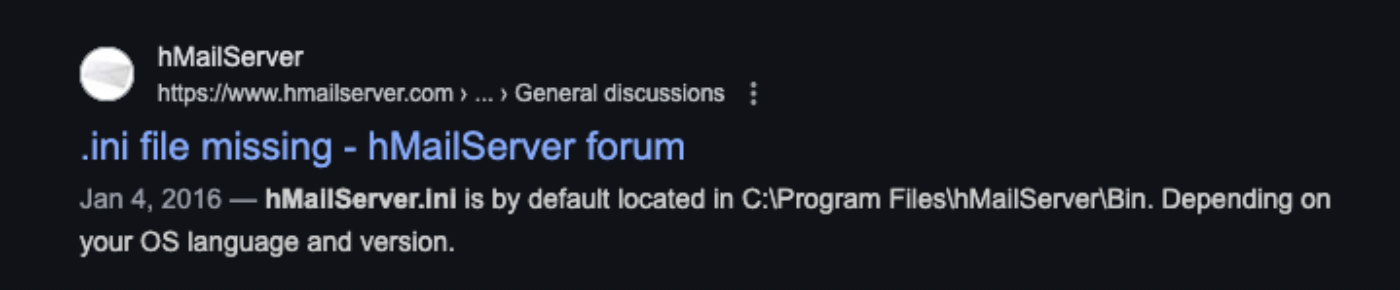 hMailServer
https://www.hmailserver.com › ... › General discussions
.ini file missing - hMailServer forum
Jan 4, 2016 — hMailServer.ini is by default located in C:\Program Files\hMailServer\Bin. Depending on
your OS language and version.